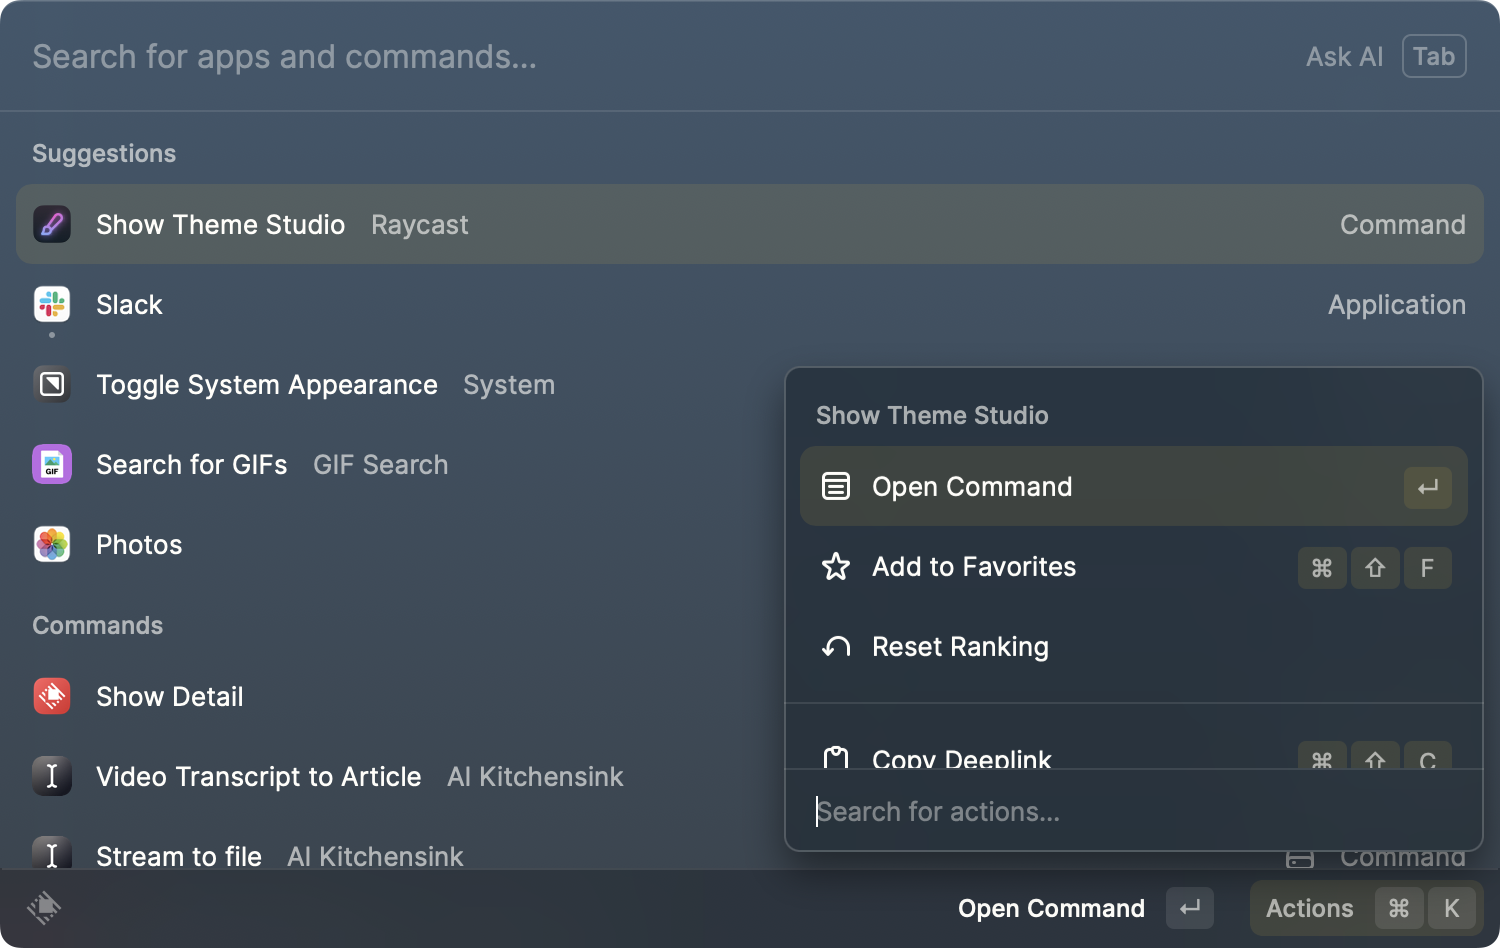 Search for apps and commands...
Ask AI Tab
Suggestions
Show Theme Studio Raycast Command
Slack Application
Toggle System Appearance System
Search for GIFs GIF Search
Photos
Commands
Show Detail
Video Transcript to Article AI Kitchensink
Stream to file AI Kitchensink Command
Show Theme Studio
Open Command ↵
Add to Favorites ⌘ ⇧ F
Reset Ranking
Copy Deeplink ⌘ ⇧ C
Search for actions...
Open Command ↵ Actions ⌘ K
GIF